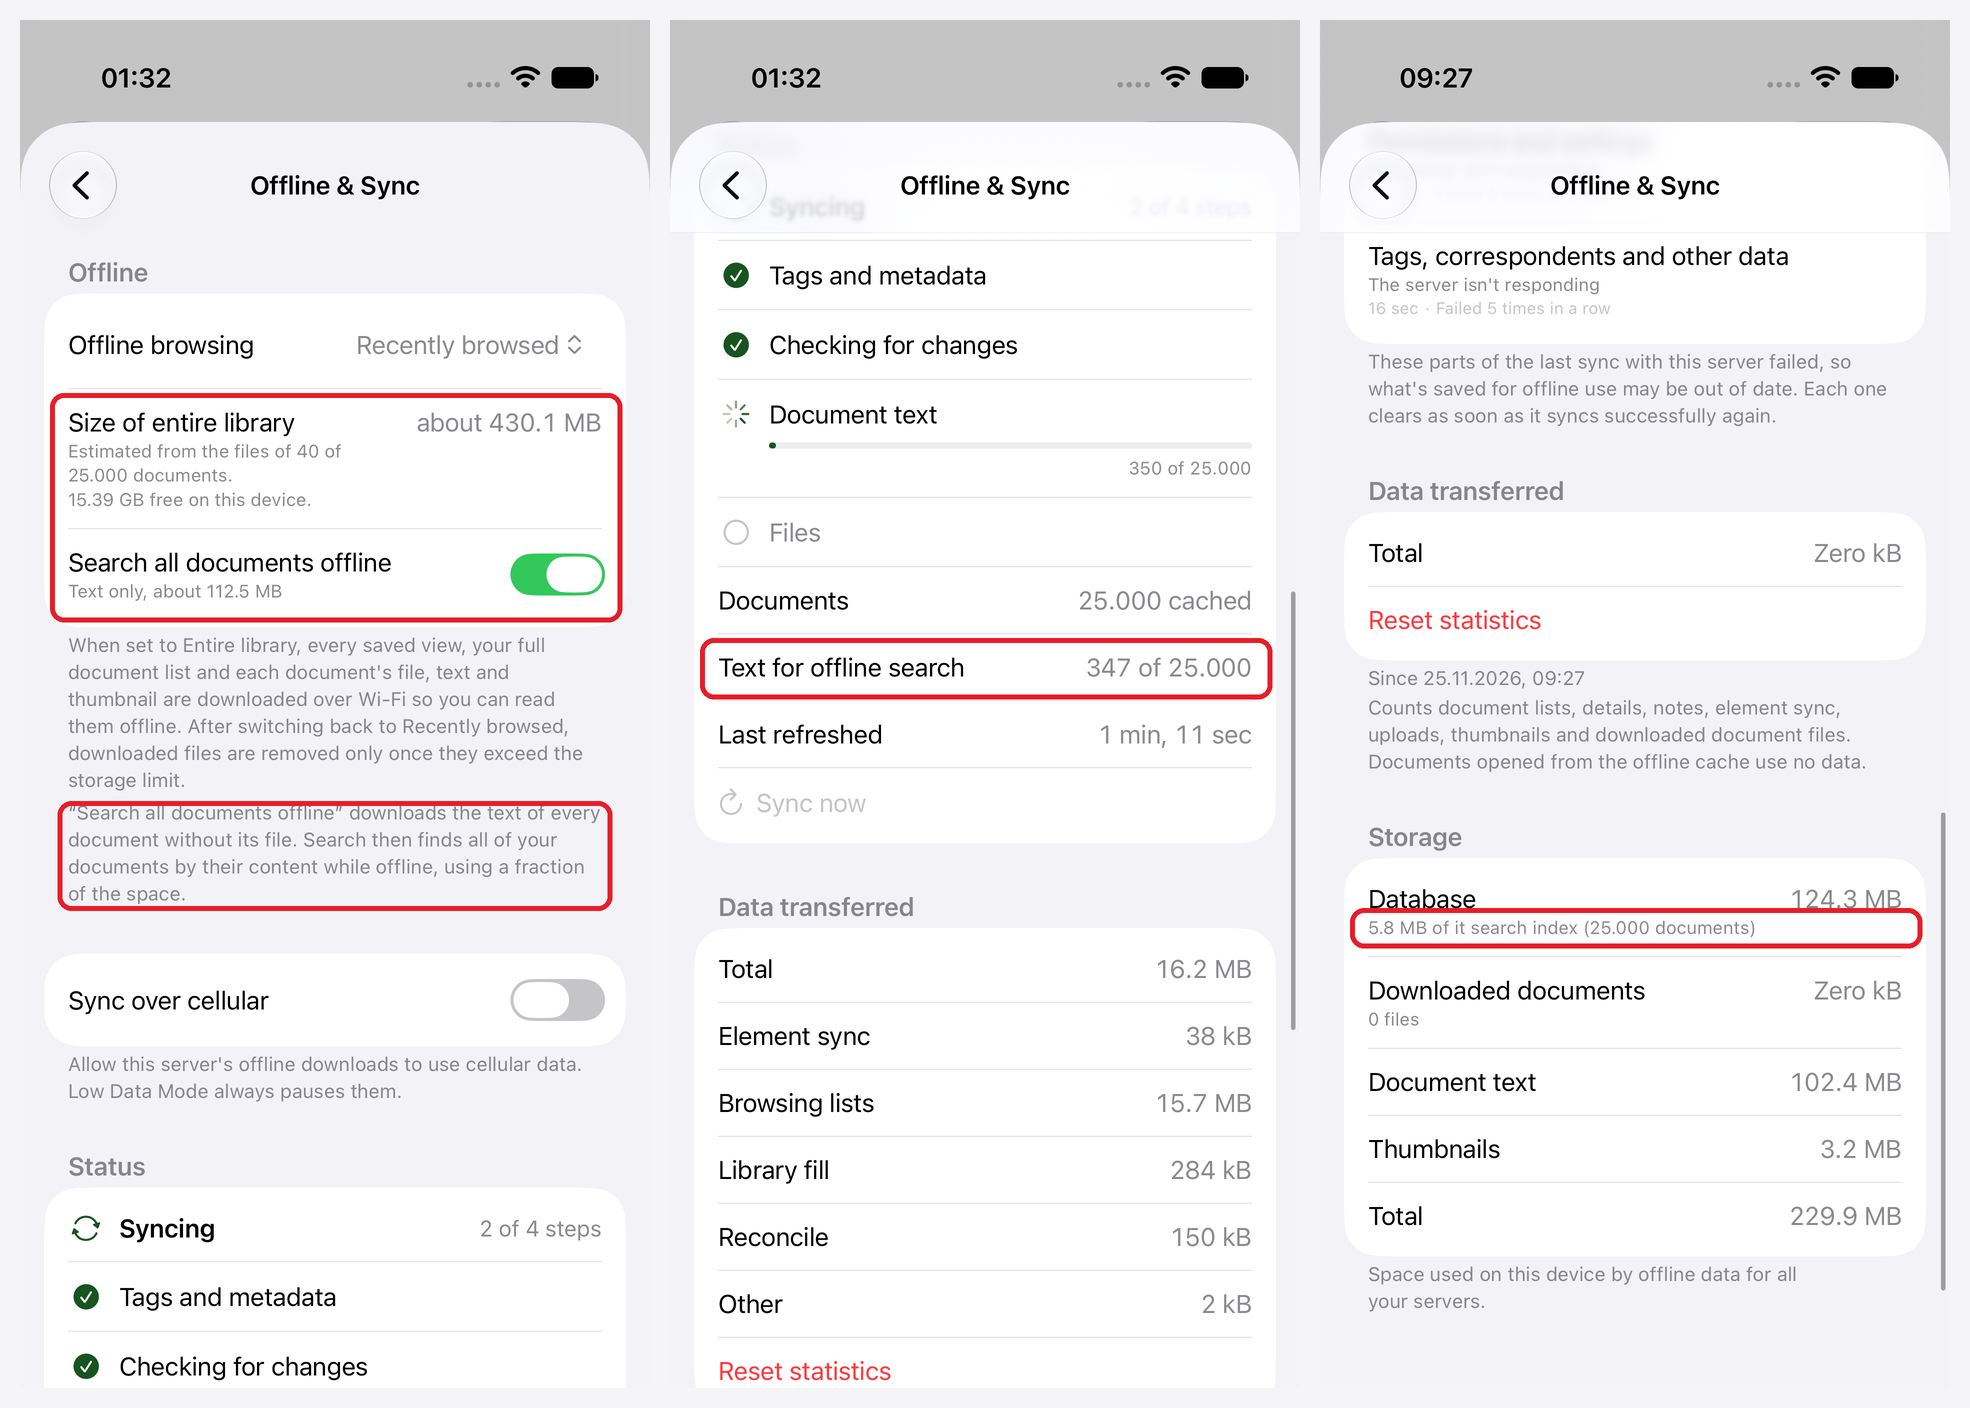 01:32
Offline & Sync
Offline
Offline browsing Recently browsed
Size of entire library about 430.1 MB
Estimated from the files of 40 of
25.000 documents.
15.39 GB free on this device.
Search all documents offline
Text only, about 112.5 MB
When set to Entire library, every saved view, your full
document list and each document's file, text and
thumbnail are downloaded over Wi-Fi so you can read
them offline. After switching back to Recently browsed,
downloaded files are removed only once they exceed the
storage limit.
"Search all documents offline" downloads the text of every
document without its file. Search then finds all of your
documents by their content while offline, using a fraction
of the space.
Sync over cellular
Allow this server's offline downloads to use cellular data.
Low Data Mode always pauses them.
Status
Syncing 2 of 4 steps
Tags and metadata
Checking for changes
01:32
Offline & Sync
Syncing 2 of 4 steps
Tags and metadata
Checking for changes
Document text
350 of 25.000
Files
Documents 25.000 cached
Text for offline search 347 of 25.000
Last refreshed 1 min, 11 sec
Sync now
Data transferred
Total 16.2 MB
Element sync 38 kB
Browsing lists 15.7 MB
Library fill 284 kB
Reconcile 150 kB
Other 2 kB
Reset statistics
09:27
Permissions and settings
Offline & Sync
Tags, correspondents and other data
The server isn't responding
16 sec · Failed 5 times in a row
These parts of the last sync with this server failed, so
what's saved for offline use may be out of date. Each one
clears as soon as it syncs successfully again.
Data transferred
Total Zero kB
Reset statistics
Since 25.11.2026, 09:27
Counts document lists, details, notes, element sync,
uploads, thumbnails and downloaded document files.
Documents opened from the offline cache use no data.
Storage
Database 124.3 MB
5.8 MB of it search index (25.000 documents)
Downloaded documents Zero kB
0 files
Document text 102.4 MB
Thumbnails 3.2 MB
Total 229.9 MB
Space used on this device by offline data for all
your servers.